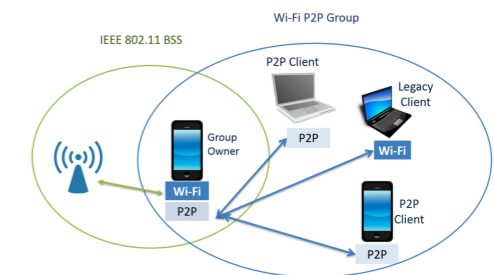 Wi-Fi P2P Group
IEEE 802.11 BSS
P2P Client
Legacy
Client
Group
Owner
P2P
Wi-Fi
Wi-Fi
P2P
P2P
Client
P2P